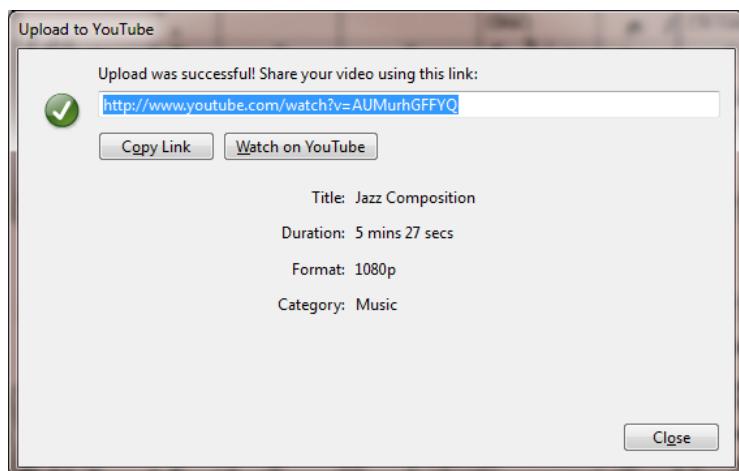 Upload to YouTube
Upload was successful! Share your video using this link:
http://www.youtube.com/watch?v=AUMurhGFFYQ
Copy Link
Watch on YouTube
Title: Jazz Composition
Duration: 5 mins 27 secs
Format: 1080p
Category: Music
Close